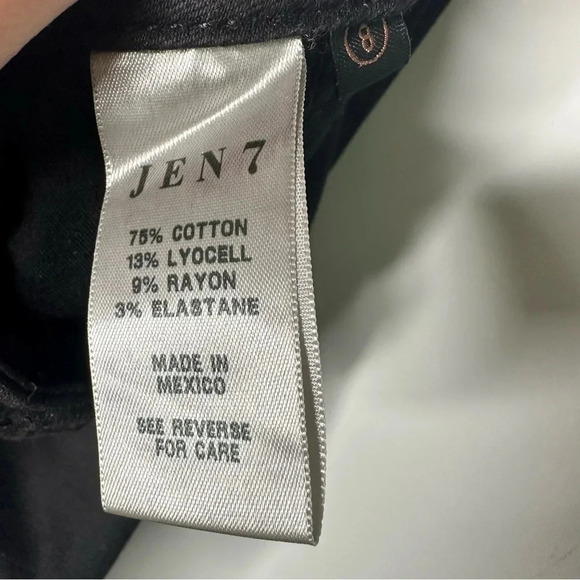 8
JEN7
75% COTTON
13% LYOCELL
9% RAYON
3% ELASTANE
MADE IN
MEXICO
SEE REVERSE
FOR CARE